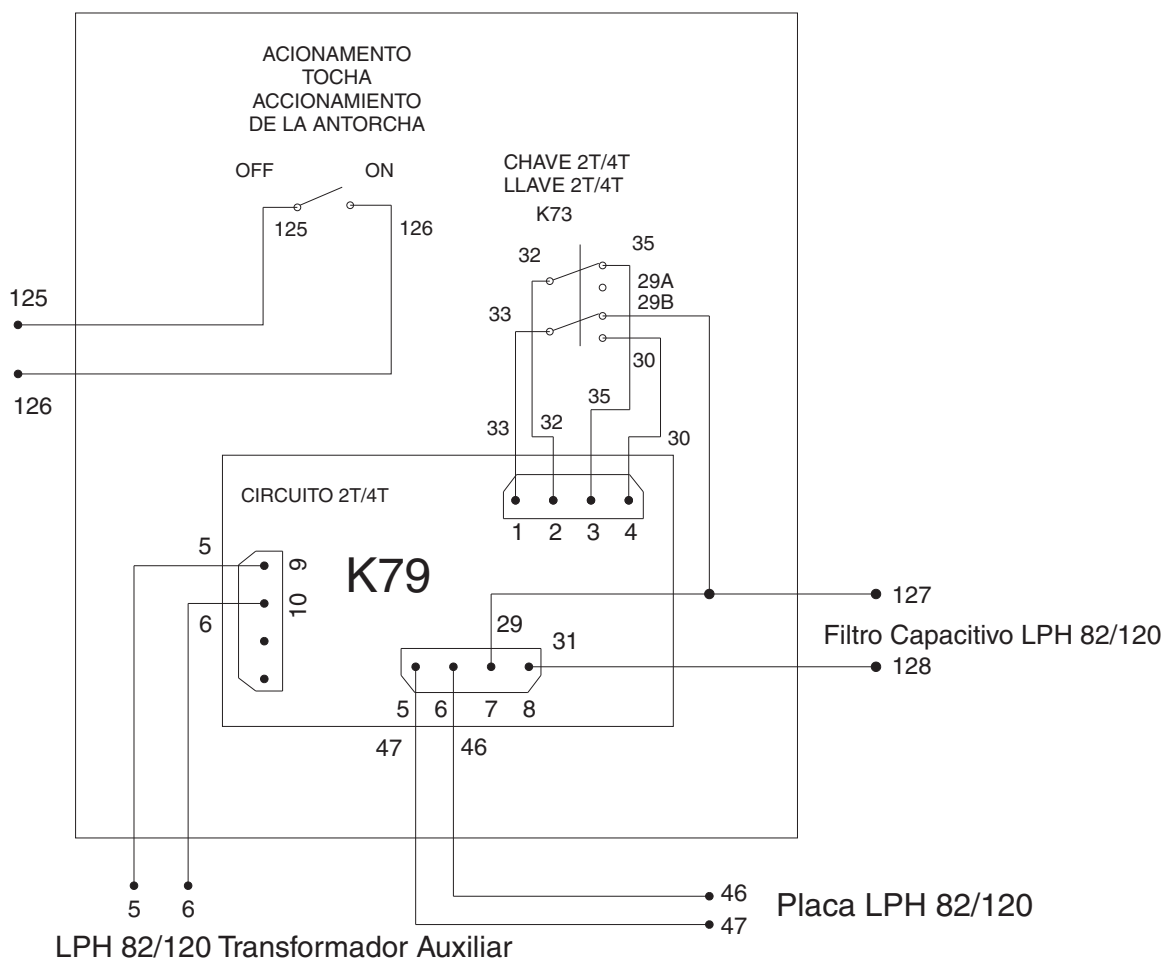 ACIONAMENTO
TOCHA
ACCIONAMIENTO
DE LA ANTORCHA
OFF ON
125 126
CHAVE 2T/4T
LLAVE 2T/4T
K73
32 35
29A
29B
33
30
125
126
35
33 32 30
CIRCUITO 2T/4T
1 2 3 4
K79
5 9
6 10
29 31
5 6 7 8
47 46
127
Filtro Capacitivo LPH 82/120
128
5 6
LPH 82/120 Transformador Auxiliar
46
47
Placa LPH 82/120